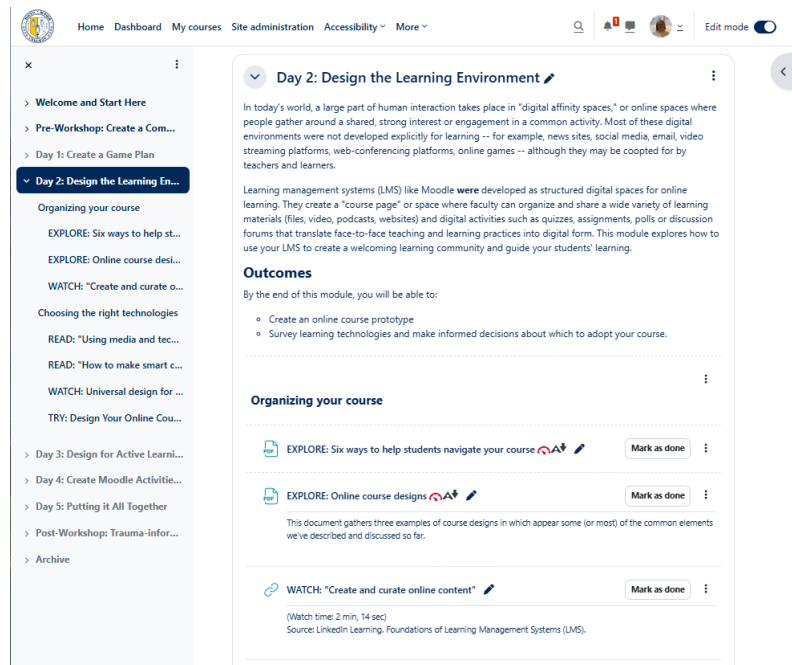 Home Dashboard My courses Site administration Accessibility More
1
Edit mode
Welcome and Start Here
Pre-Workshop: Create a Com...
Day 1: Create a Game Plan
Day 2: Design the Learning En...
Organizing your course
EXPLORE: Six ways to help st...
EXPLORE: Online course desi...
WATCH: "Create and curate o...
Choosing the right technologies
READ: "Using media and tec...
READ: "How to make smart c...
WATCH: Universal design for ...
TRY: Design Your Online Cou...
Day 3: Design for Active Learni...
Day 4: Create Moodle Activitie...
Day 5: Putting it All Together
Post-Workshop: Trauma-infor...
Archive
Day 2: Design the Learning Environment
In today's world, a large part of human interaction takes place in "digital affinity spaces," or online spaces where
people gather around a shared, strong interest or engagement in a common activity. Most of these digital
environments were not developed explicitly for learning -- for example, news sites, social media, email, video
streaming platforms, web-conferencing platforms, online games -- although they may be coopted for by
teachers and learners.
Learning management systems (LMS) like Moodle were developed as structured digital spaces for online
learning. They create a "course page" or space where faculty can organize and share a wide variety of learning
materials (files, video, podcasts, websites) and digital activities such as quizzes, assignments, polls or discussion
forums that translate face-to-face teaching and learning practices into digital form. This module explores how to
use your LMS to create a welcoming learning community and guide your students' learning.
Outcomes
By the end of this module, you will be able to:
Create an online course prototype
Survey learning technologies and make informed decisions about which to adopt your course.
Organizing your course
PDF EXPLORE: Six ways to help students navigate your course A Mark as done
PDF EXPLORE: Online course designs A Mark as done
This document gathers three examples of course designs in which appear some (or most) of the common elements
we've described and discussed so far.
WATCH: "Create and curate online content" Mark as done
(Watch time: 2 min, 14 sec)
Source: LinkedIn Learning. Foundations of Learning Management Systems (LMS).